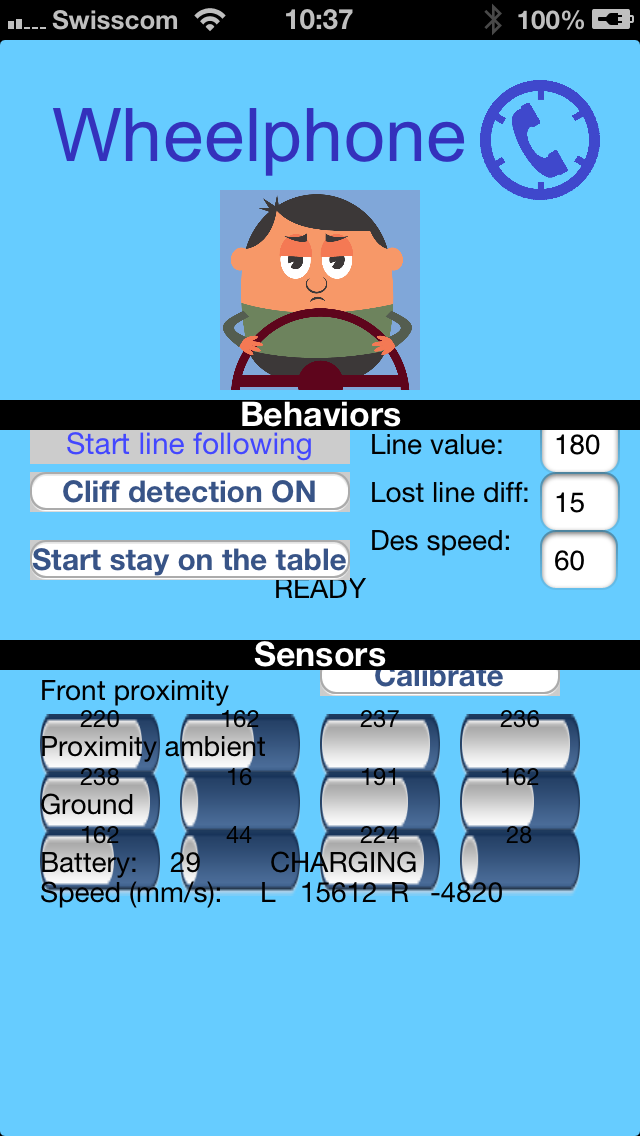 Swisscom 10:37 100%
Wheelphone
Behaviors
Start line following Line value: 180
Cliff detection ON Lost line diff: 15
Start stay on the table Des speed: 60
READY
Sensors
Calibrate
Front proximity
220 162 237 236
Proximity ambient
238 16 191 162
Ground
162 44 224 28
Battery: 29 CHARGING
Speed (mm/s): L 15612 R -4820